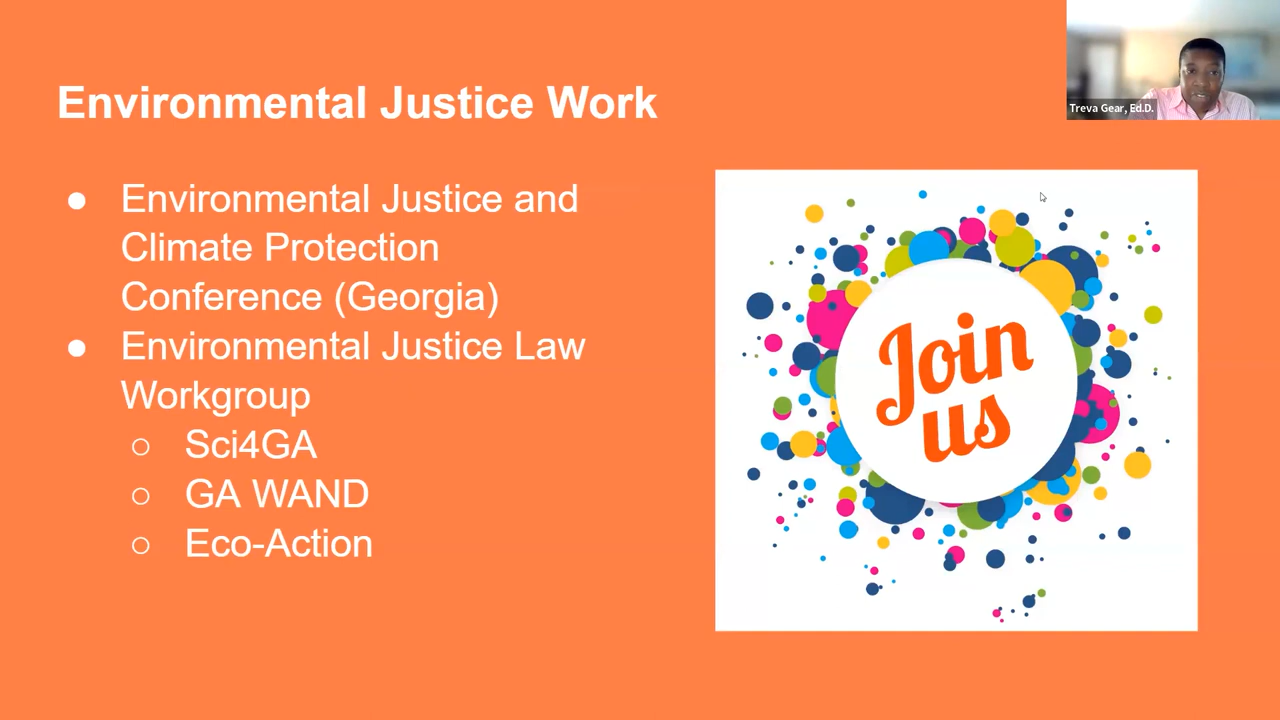 Treva Gear, Ed.D.
Environmental Justice Work
● Environmental Justice and
Climate Protection
Conference (Georgia)
● Environmental Justice Law
Workgroup
○ Sci4GA
○ GA WAND
○ Eco-Action
Join
us